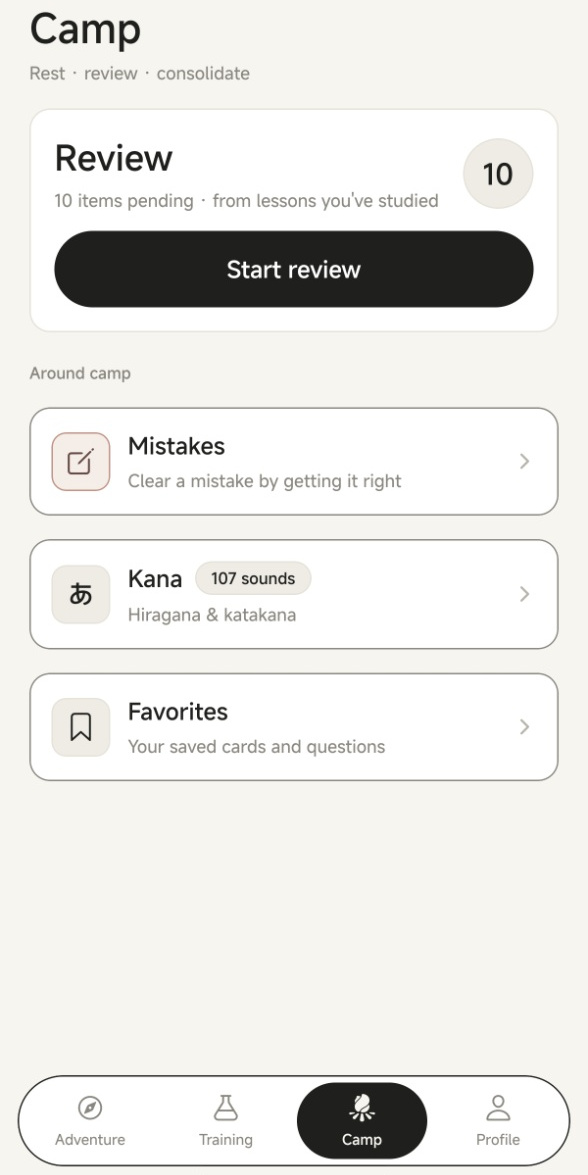 Camp
Rest · review · consolidate
Review
10
10 items pending · from lessons you've studied
Start review
Around camp
Mistakes
Clear a mistake by getting it right
あ
Kana
107 sounds
Hiragana & katakana
Favorites
Your saved cards and questions
Adventure
Training
Camp
Profile